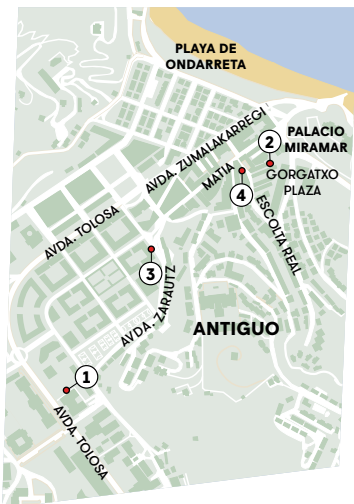 PLAYA DE
ONDARRETA
AVDA. ZUMALAKARREGI
2
PALACIO
MIRAMAR
MATIA
GORGATXO
PLAZA
4
AVDA. TOLOSA
ESCOLTA REAL
3
AVDA. ZARAUTZ
ANTIGUO
1
AVDA. TOLOSA